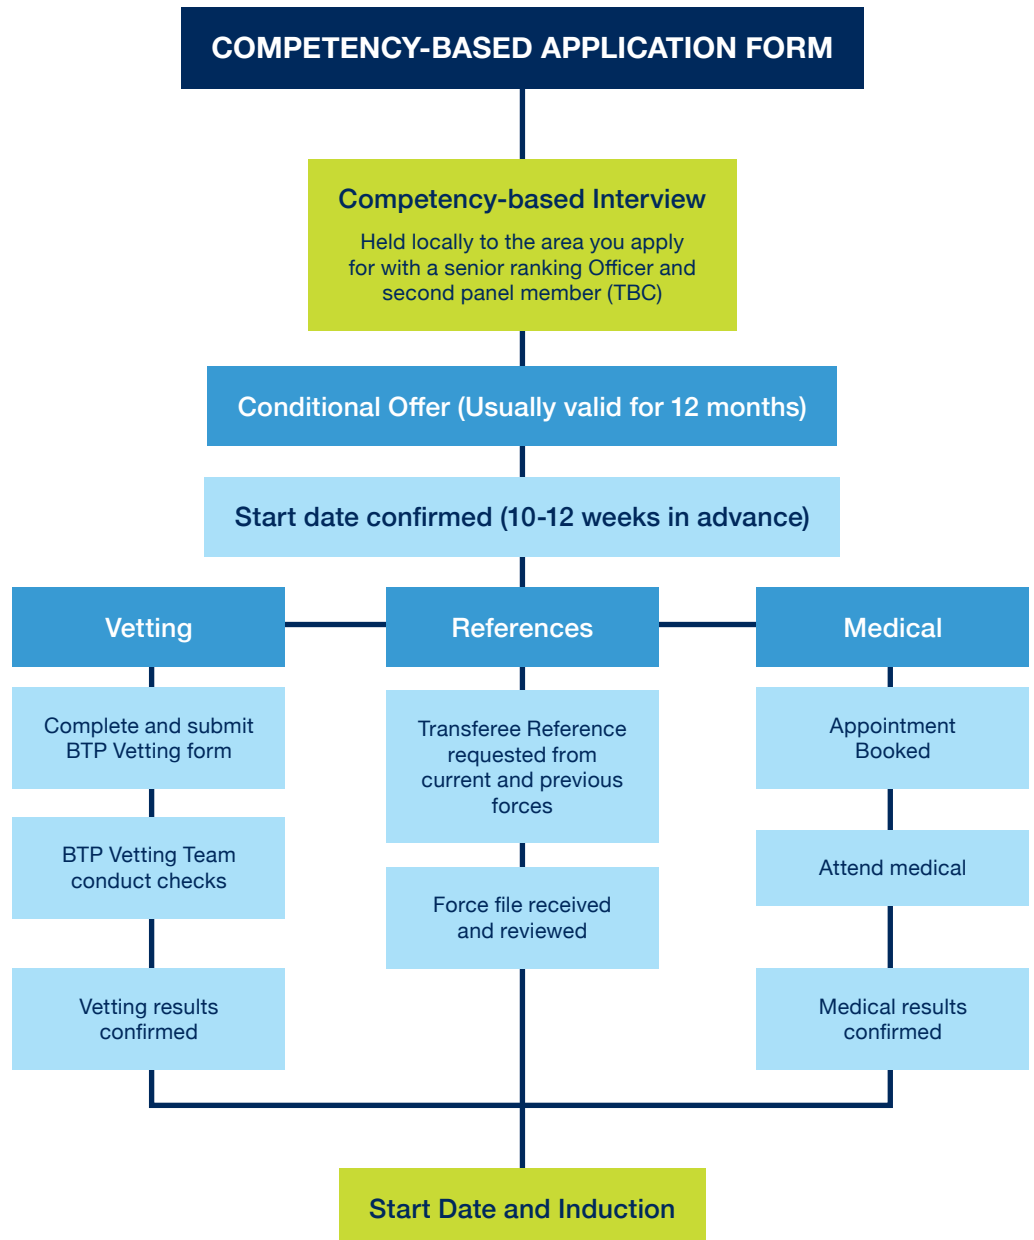 COMPETENCY-BASED APPLICATION FORM
Competency-based Interview
Held locally to the area you apply
for with a senior ranking Officer and
second panel member (TBC)
Conditional Offer (Usually valid for 12 months)
Start date confirmed (10-12 weeks in advance)
Vetting
References
Medical
Complete and submit
BTP Vetting form
BTP Vetting Team
conduct checks
Vetting results
confirmed
Transferee Reference
requested from
current and previous
forces
Force file received
and reviewed
Appointment
Booked
Attend medical
Medical results
confirmed
Start Date and Induction